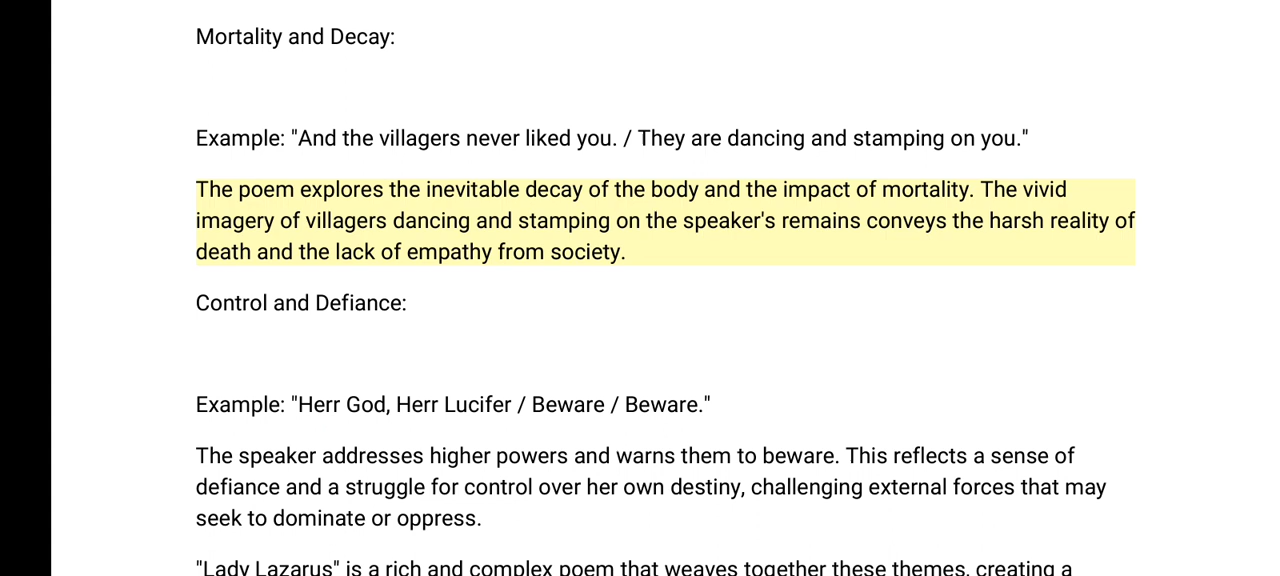 Mortality and Decay:
Example: "And the villagers never liked you. / They are dancing and stamping on you."
The poem explores the inevitable decay of the body and the impact of mortality. The vivid
imagery of villagers dancing and stamping on the speaker's remains conveys the harsh reality of
death and the lack of empathy from society.
Control and Defiance:
Example: "Herr God, Herr Lucifer / Beware / Beware."
The speaker addresses higher powers and warns them to beware. This reflects a sense of
defiance and a struggle for control over her own destiny, challenging external forces that may
seek to dominate or oppress.
"Lady Lazarus" is a rich and complex poem that weaves together these themes, creating a